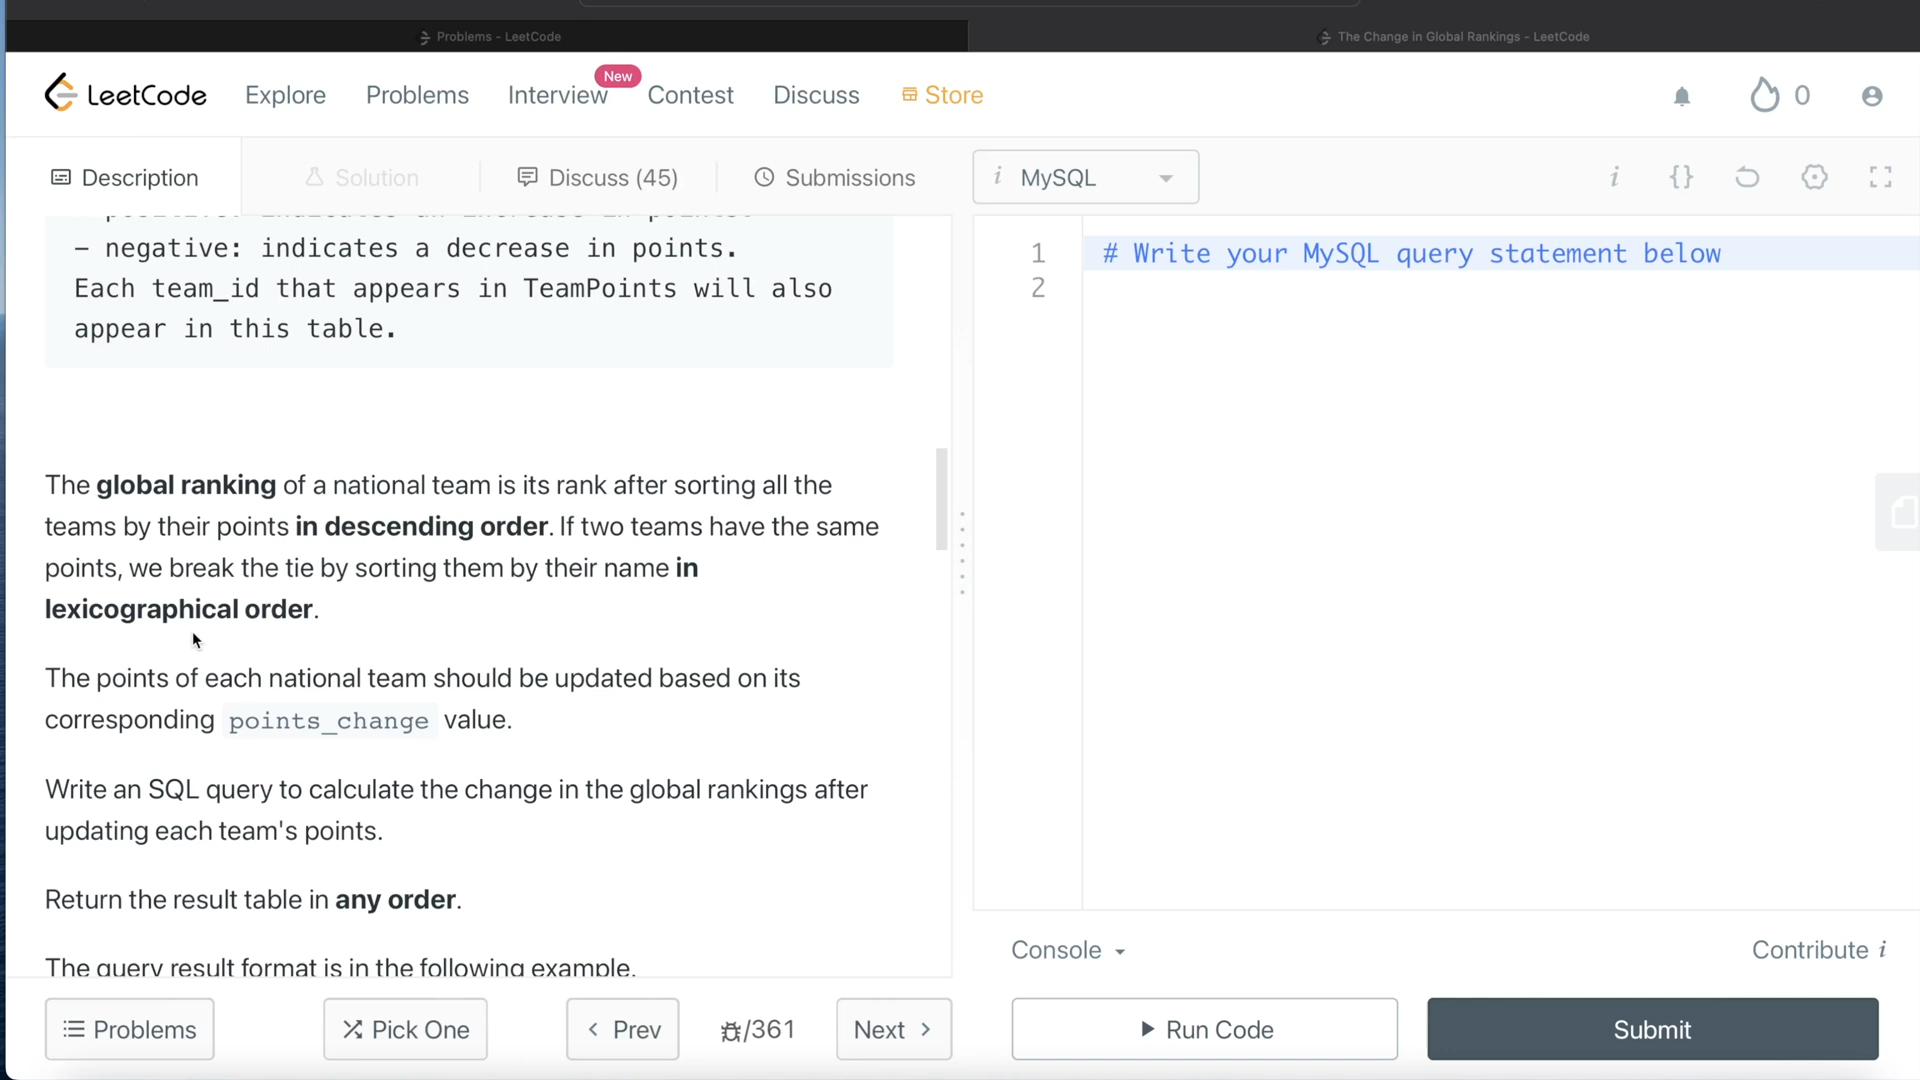 Problems - LeetCode
The Change in Global Rankings - LeetCode
LeetCode
Explore
Problems
Interview
New
Contest
Discuss
Store
0
Description
Solution
Discuss (45)
Submissions
i MySQL
i {}
- positive: indicates an increase in points.
- negative: indicates a decrease in points.
Each team_id that appears in TeamPoints will also
appear in this table.
The global ranking of a national team is its rank after sorting all the
teams by their points in descending order. If two teams have the same
points, we break the tie by sorting them by their name in
lexicographical order.
The points of each national team should be updated based on its
corresponding points_change value.
Write an SQL query to calculate the change in the global rankings after
updating each team's points.
Return the result table in any order.
The query result format is in the following example.
1 # Write your MySQL query statement below
2
Console
Contribute i
Problems
Pick One
Prev
/361
Next
Run Code
Submit